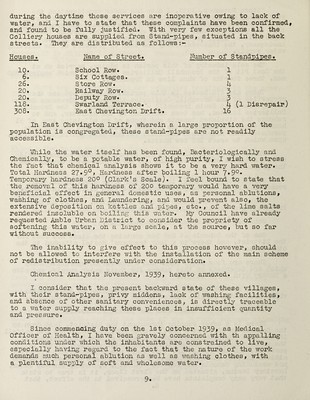 during the daytime these services are inoperative owing to lack of
water, and I have to state that these complaints have been confirmed,
and found to be fully justified. With very few exceptions all the
Colliery houses are supplied from Stand-pipes, situated in the back
streets. They are distributed as follows:-
Houses. Name of Street. Number of Standpipes.
10. School Row. 1
6. Six Cottages. 1
26. Store Row. 4
20. Railway Row. 3
20. Deputy Row. 3
118. Swarland Terrace. 4 (1 Disrepair)
308. East Chevington Drift. 16
In East Chevington Drift, wherein a large proportion of the
population is congregated, these stand-pipes are not readily
accessible.
While the water itself has been found, Bacteriologically and
Chemically, to be a potable water, of high purity, I wish to stress
the fact that chemical analysis shows it to be a very hard water.
Total Hardness 27.9º, Hardness after boiling 1 hour 7.9º.
Temporary hardness 20º (Clark's Scale). I feel bound to state that
the removal of this hardness of 20º temporary would have a very
beneficial effect in general domestic uses, as personal ablutions,
washing of clothes, and laundering, and would prevent also, the
extensive deposition on kettles and pipes, etc., of the lime salts
rendered insoluble on boiling this water. My Council have already
requested Amble Urban District to consider the propriety of
softening this water, on a large scale, at the source, but so far
without success.
The inability to give effect to this process however, should
not be allowed to interfere with the installation of the main scheme
of redistribution presently under consideration.
Chemical Analysis November, 1939, hereto annexed.
I consider that the present backward state of these villages,
with their stand-pipes, privy middens, lack of washing facilities,
and absence of other sanitary conveniences, is directly traceable
to a water supply reaching these places in insufficient quantity
and pressure.
Since commencing duty on the 1st October 1939, as Medical
Officer of Health, I have been gravely concerned with th appalling
conditions under which the inhabitants are constrained to live,
especially having regard to the fact that the nature of the work
demands much personal ablution as well as washing clothes, with
a plentiful supply of soft and wholesome water.
9.